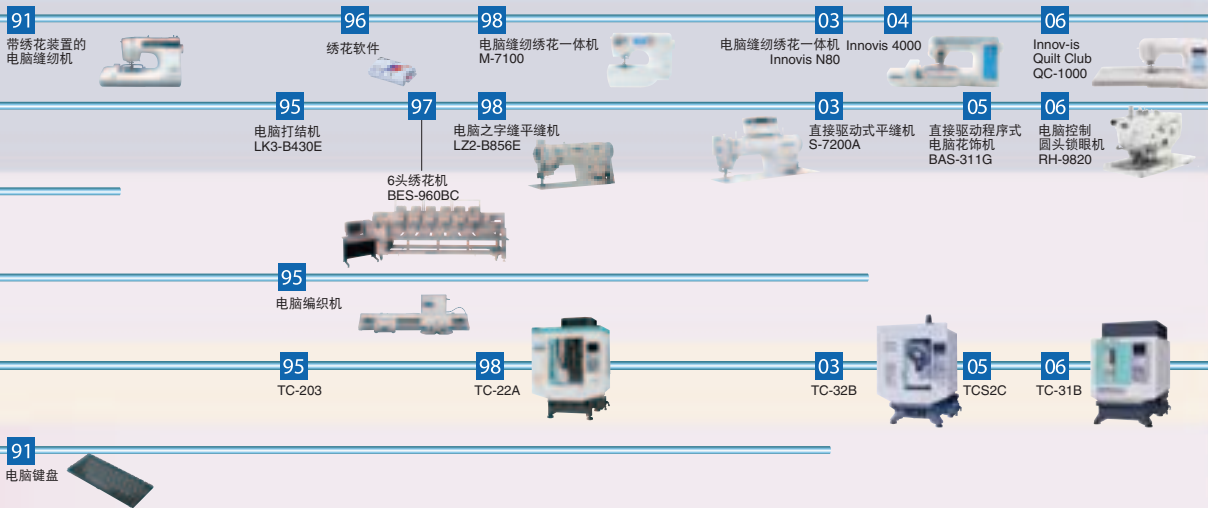 91
带绣花装置的
电脑缝纫机
96
绣花软件
98
电脑缝纫绣花一体机
M-7100
03
电脑缝纫绣花一体机
Innovis N80
04
Innovis 4000
06
Innov-is
Quilt Club
QC-1000
95
电脑打结机
LK3-B430E
97
6头绣花机
BES-960BC
98
电脑之字缝平缝机
LZ2-B856E
03
直接驱动式平缝机
S-7200A
05
直接驱动程序式
电脑花饰机
BAS-311G
06
电脑控制
圆头锁眼机
RH-9820
95
电脑编织机
95
TC-203
98
TC-22A
03
TC-32B
05
TCS2C
06
TC-31B
91
电脑键盘